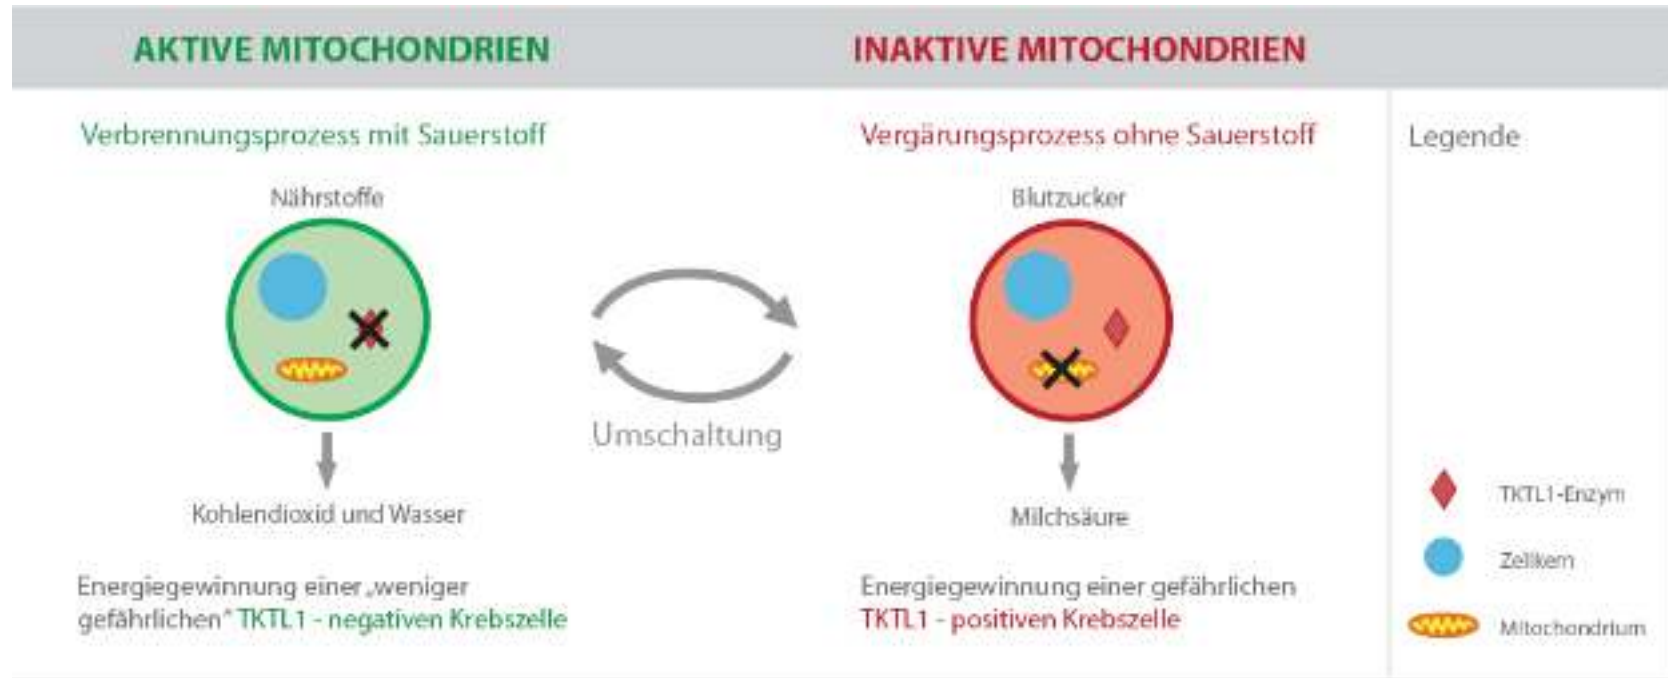 AKTIVE MITOCHONDRIEN
INAKTIVE MITOCHONDRIEN
Verbrennungsprozess mit Sauerstoff
Nährstoffe
Kohlendioxid und Wasser
Energiegewinnung einer „weniger
gefährlichen“ TKTL1 - negativen Krebszelle
Umschaltung
Vergärungsprozess ohne Sauerstoff
Blutzucker
Milchsäure
Energiegewinnung einer gefährlichen
TKTL1 - positiven Krebszelle
Legende
TKTL1-Enzym
Zellkern
Mitochondrium